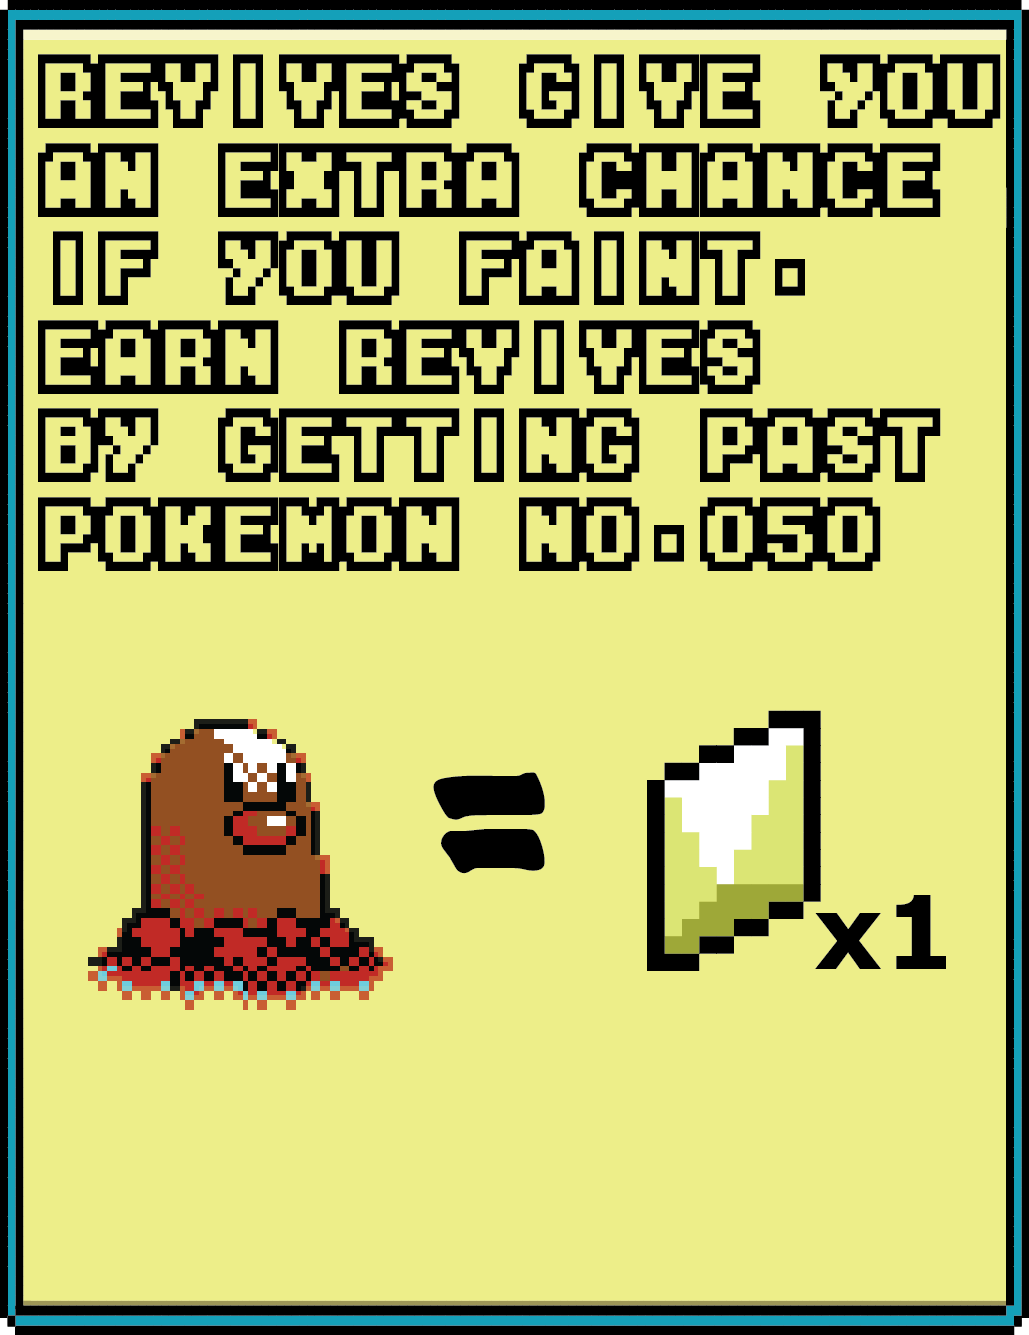 REVIVES GIVE YOU
AN EXTRA CHANCE
IF YOU FAINT.
EARN REVIVES
BY GETTING PAST
POKEMON NO.050
=
x1